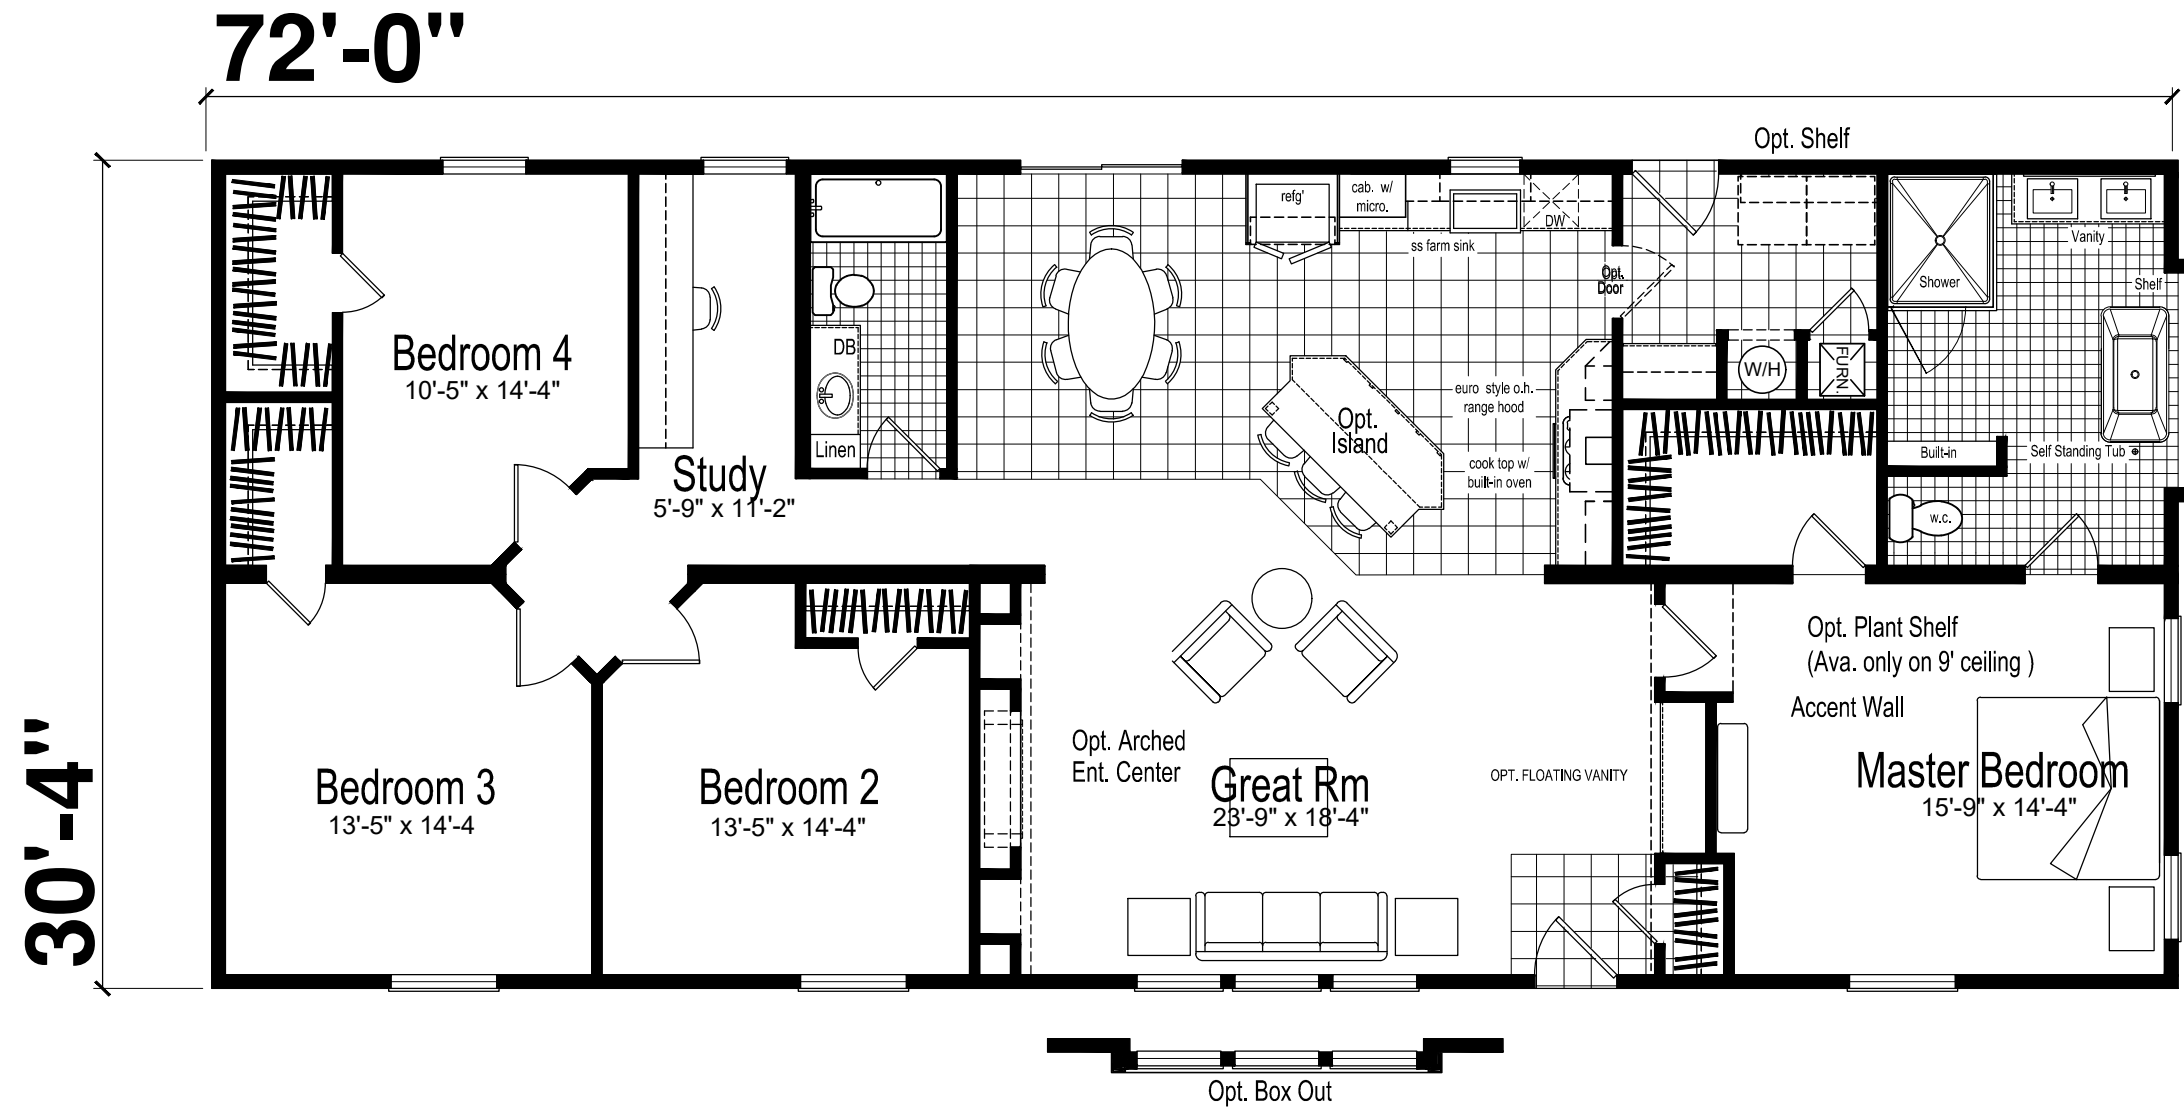 72'-0"
Opt. Shelf
30'-4"
Bedroom 4
10'-5" x 14'-4"
Study
5'-9" x 11'-2"
DB
Linen
refg'
cab. w/
micro.
DW
ss farm sink
Opt.
Door
euro style o.h.
range hood
Opt.
Island
cook top w/
built-in oven
W/H
FURN.
Shower
Vanity
Shelf
Built-in
Self Standing Tub
w.c.
Bedroom 3
13'-5" x 14'-4
Bedroom 2
13'-5" x 14'-4"
Opt. Arched
Ent. Center
Great Rm
23'-9" x 18'-4"
OPT. FLOATING VANITY
Opt. Plant Shelf
(Ava. only on 9' ceiling )
Accent Wall
Master Bedroom
15'-9" x 14'-4"
Opt. Box Out